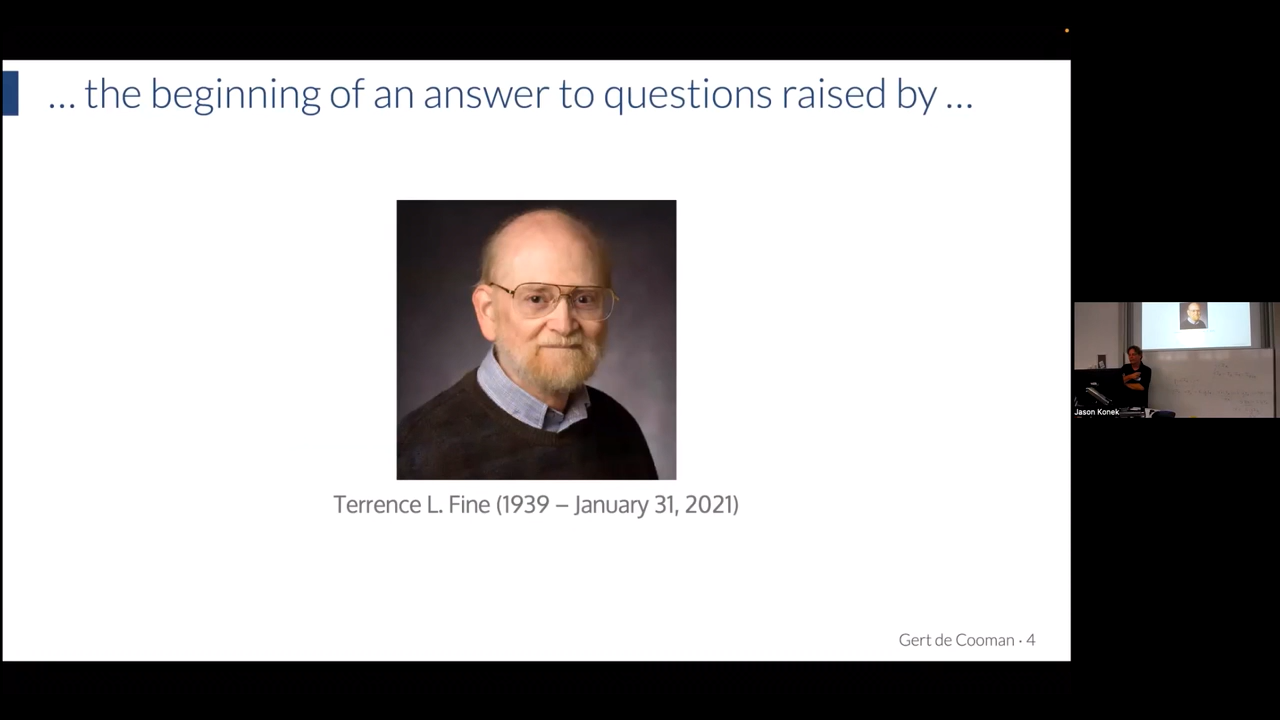 ... the beginning of an answer to questions raised by ...
Terrence L. Fine (1939 – January 31, 2021)
Gert de Cooman · 4
Jason Konek